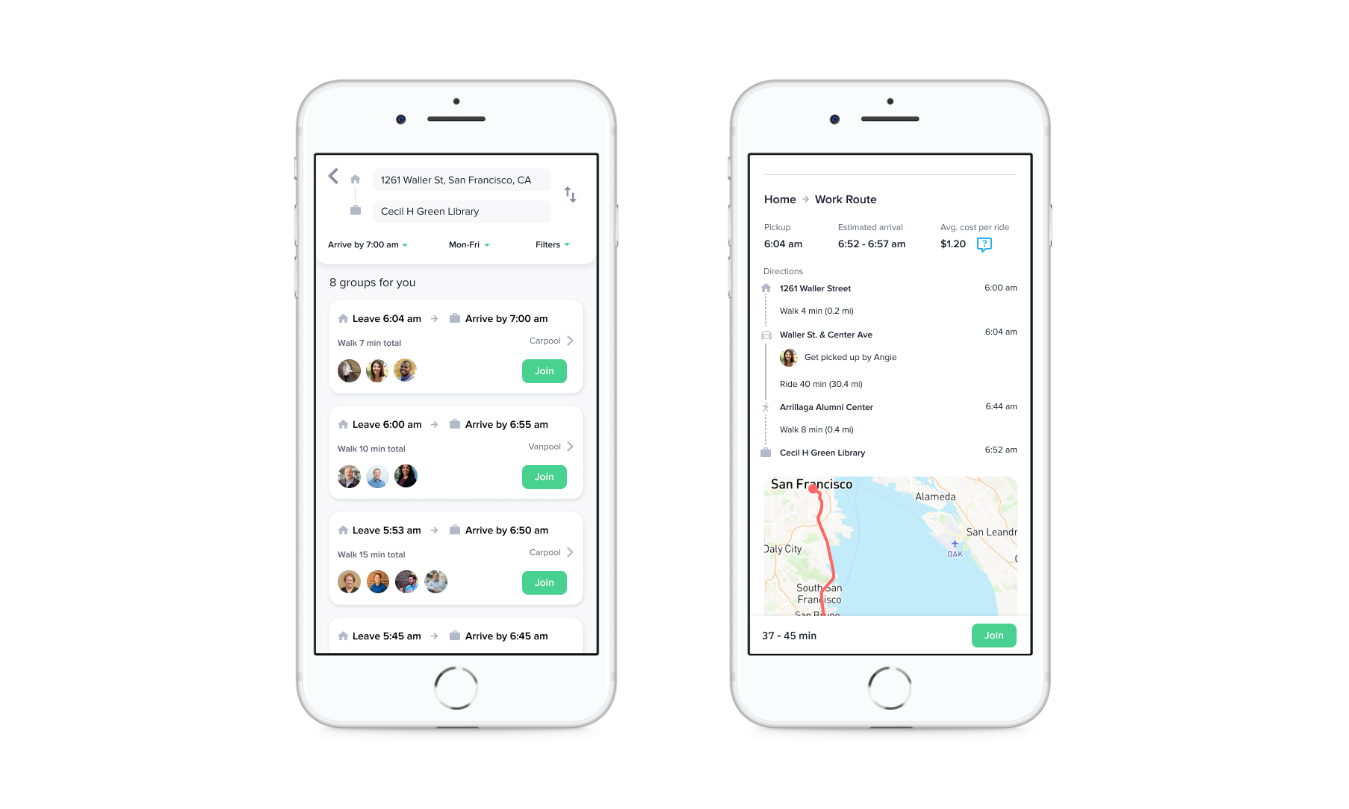 1261 Waller St, San Francisco, CA
Cecil H Green Library
Arrive by 7:00 am
Mon-Fri
Filters
8 groups for you
Leave 6:04 am
Arrive by 7:00 am
Walk 7 min total
Carpool
Join
Leave 6:00 am
Arrive by 6:55 am
Walk 10 min total
Vanpool
Join
Leave 5:53 am
Arrive by 6:50 am
Walk 15 min total
Carpool
Join
Leave 5:45 am
Arrive by 6:45 am
Home → Work Route
Pickup
Estimated arrival
Avg. cost per ride
6:04 am
6:52 - 6:57 am
$1.20
?
Directions
1261 Waller Street
6:00 am
Walk 4 min (0.2 mi)
Waller St. & Center Ave
6:04 am
Get picked up by Angie
Ride 40 min (30.4 mi)
Arrillaga Alumni Center
6:44 am
Walk 8 min (0.4 mi)
Cecil H Green Library
6:52 am
San Francisco
Alameda
San Leandr
Daly City
OAK
South San
Francisco
San Bruno
37 - 45 min
Join